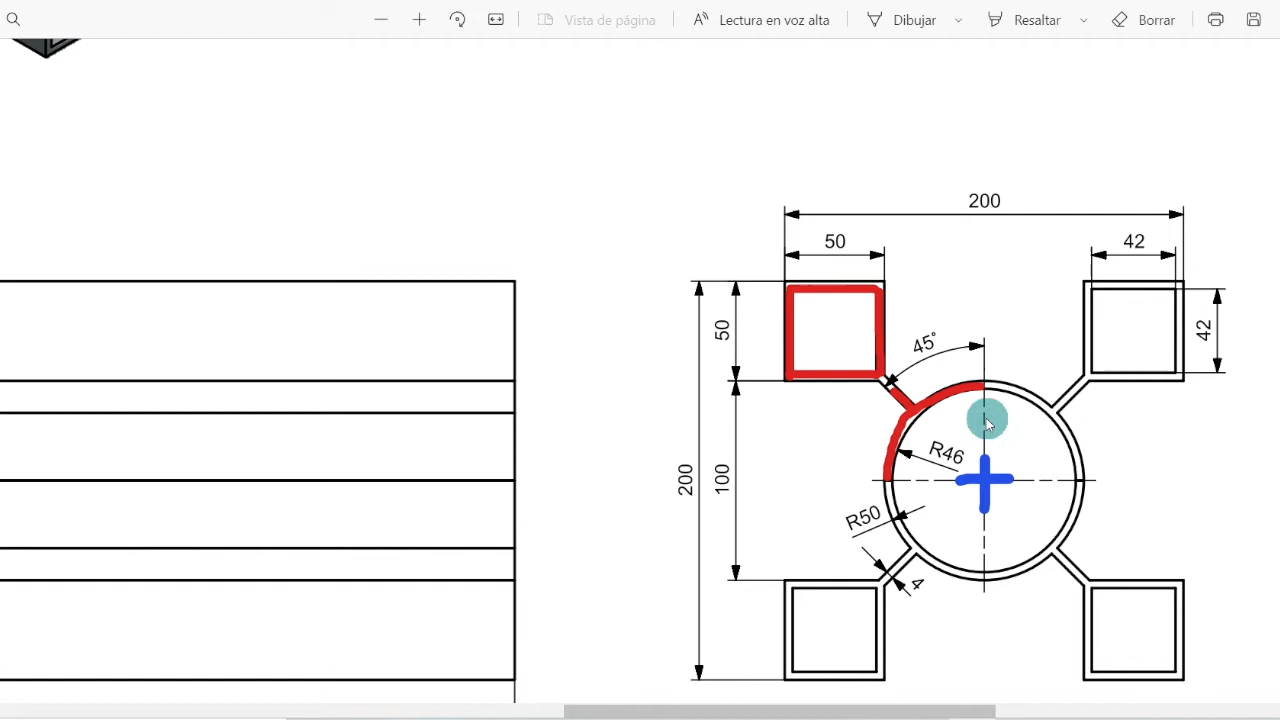 Vista de página
Lectura en voz alta
Dibujar
Resaltar
Borrar
200
50
42
50
45°
42
R46
200
100
R50
4